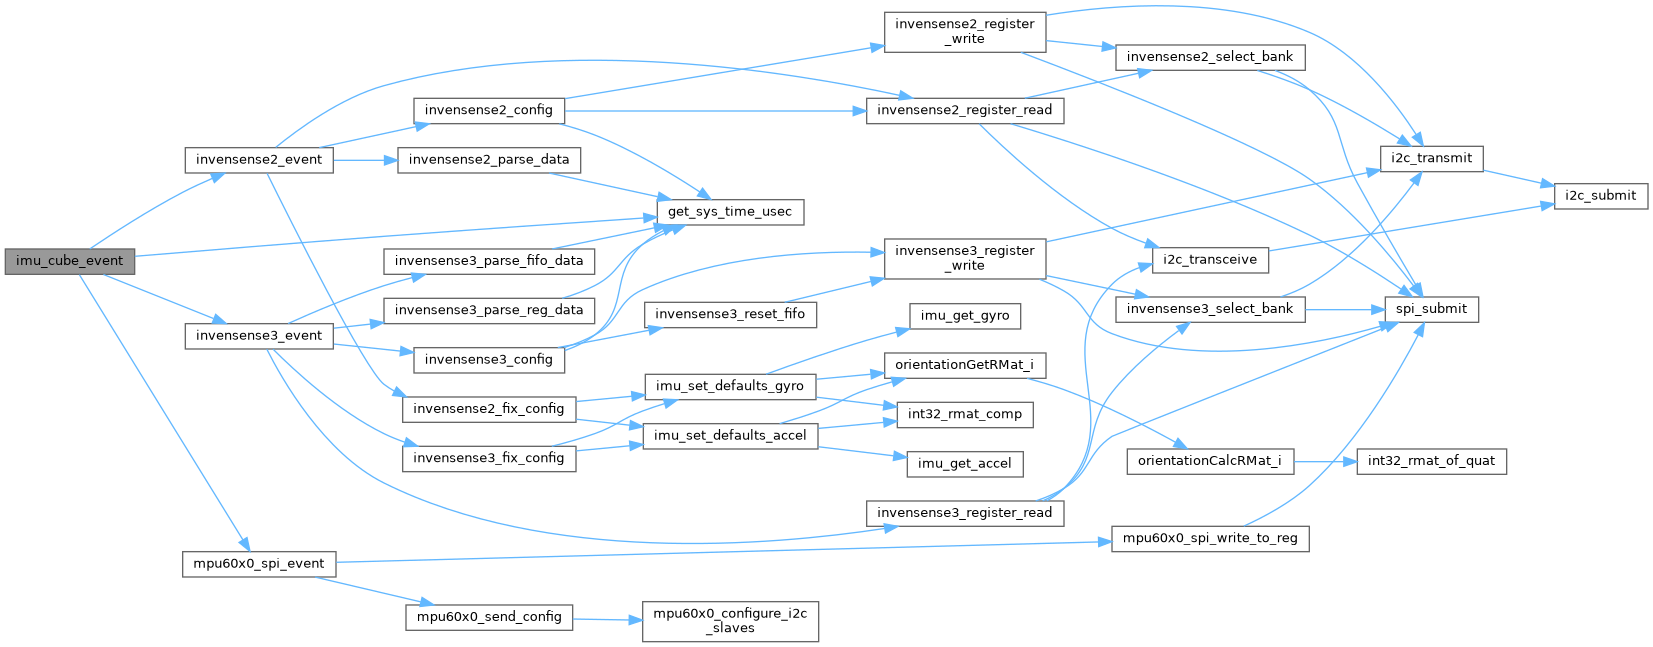 imu_cube_event
invensense2_event
invensense3_event
mpu60x0_spi_event
invensense2_config
invensense2_parse_data
invensense3_parse_fifo_data
invensense3_parse_reg_data
invensense3_config
invensense2_fix_config
invensense3_fix_config
mpu60x0_send_config
get_sys_time_usec
invensense3_reset_fifo
imu_set_defaults_gyro
imu_set_defaults_accel
mpu60x0_configure_i2c
_slaves
invensense2_register
_write
invensense2_register_read
invensense3_register
_write
imu_get_gyro
orientationGetRMat_i
int32_rmat_comp
imu_get_accel
invensense3_register_read
invensense2_select_bank
i2c_transceive
invensense3_select_bank
orientationCalcRMat_i
mpu60x0_spi_write_to_reg
i2c_transmit
spi_submit
int32_rmat_of_quat
i2c_submit